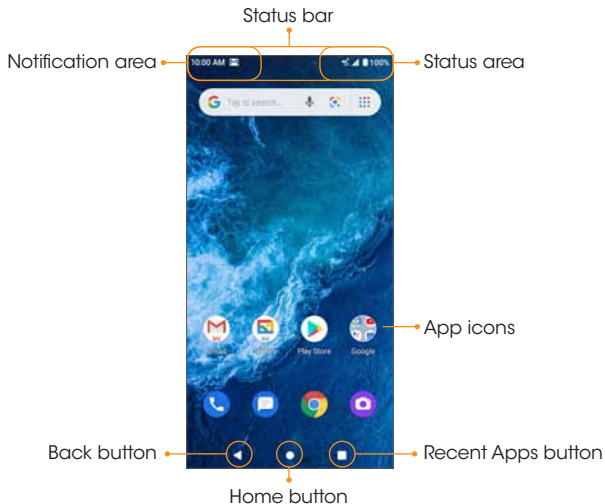 Status bar
Notification area
10:00 AM
100%
Status area
Tap to search...
Play Store
Google
App icons
Back button
Recent Apps button
Home button